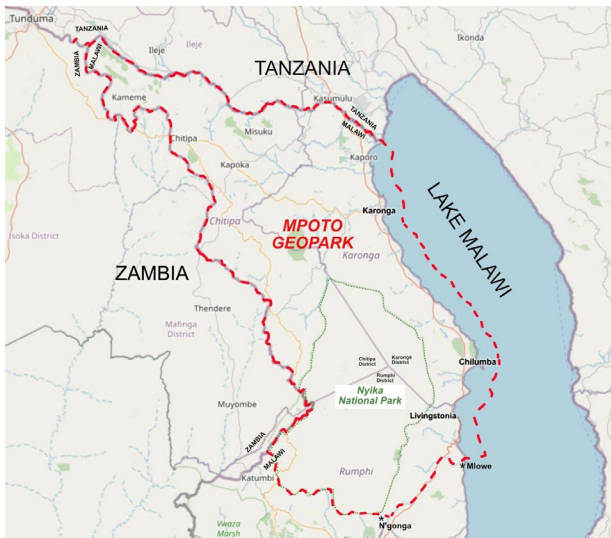 Tunduma
TANZANIA
ZAMBIA
MALAWI
Ileje
Ileje
Ikonda
TANZANIA
Kameme
Kasumulu
TANZANIA
MALAWI
Misuku
Chitipa
Kapoka
Kaporo
Karonga
LAKE MALAWI
Chitipa
MPOTO
GEOPARK
Karonga
Isoka District
ZAMBIA
Thendere
Mafinga
District
Chilumba
Chitipa
District
Karonga
District
Rumphi
District
Nyika
National Park
Muyombe
Livingstonia
ZAMBIA
MALAWI
Katumbi
Rumphi
* Mlowe
*
N'gonga
Vwaza
Marsh